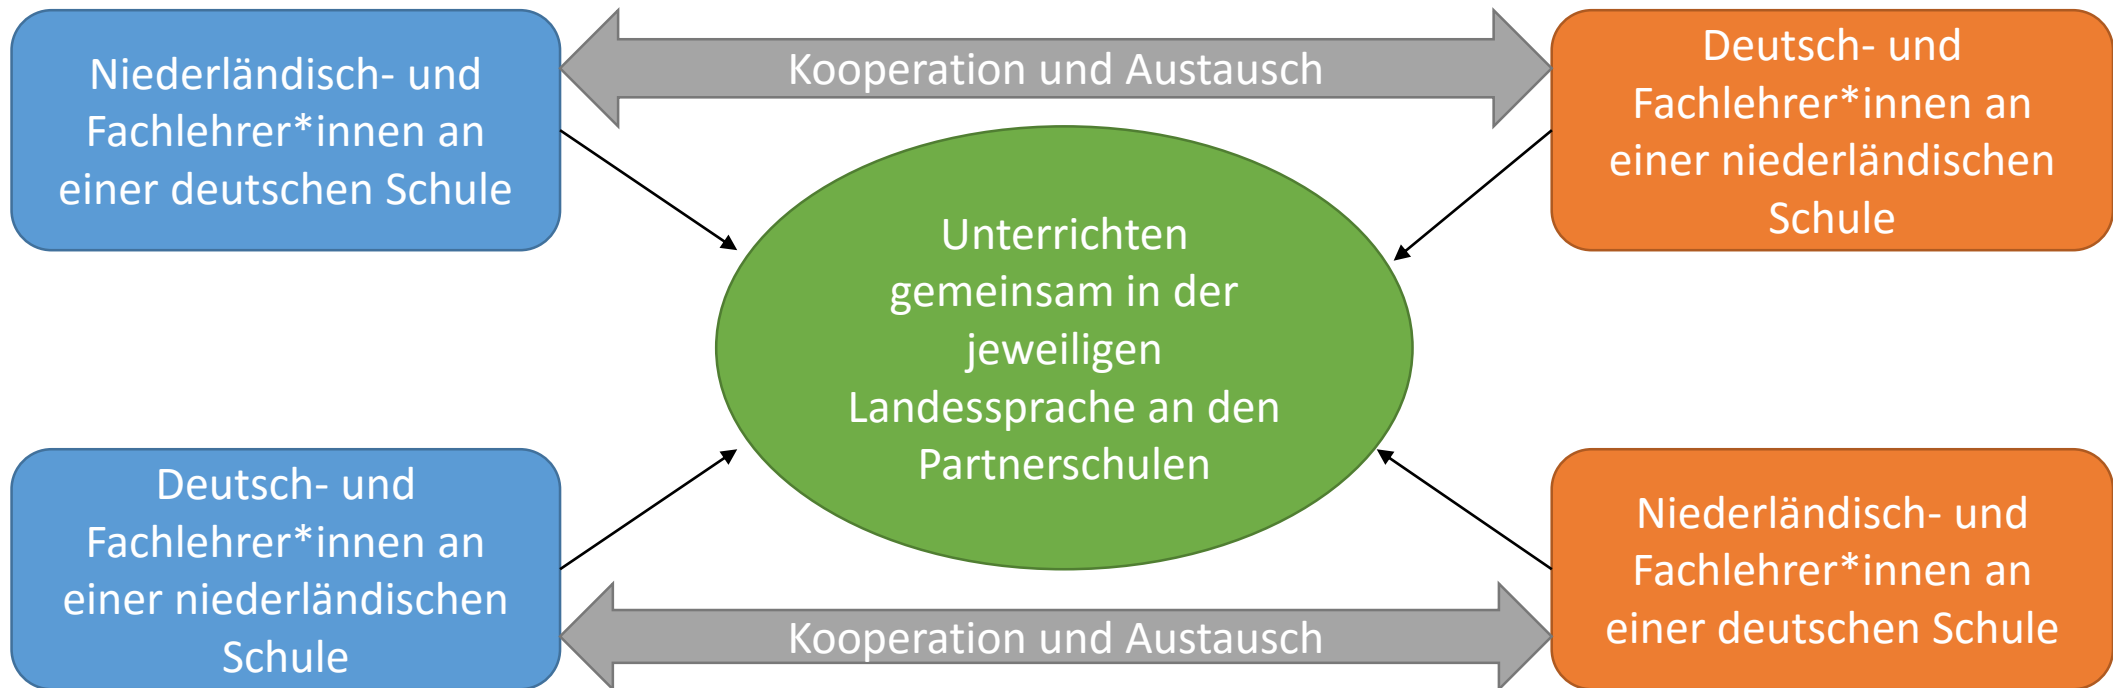 Niederländisch- und
Fachlehrer*innen an
einer deutschen Schule
Kooperation und Austausch
Deutsch- und
Fachlehrer*innen an
einer niederländischen
Schule
Unterrichten
gemeinsam in der
jeweiligen
Landessprache an den
Partnerschulen
Deutsch- und
Fachlehrer*innen an
einer niederländischen
Schule
Kooperation und Austausch
Niederländisch- und
Fachlehrer*innen an
einer deutschen Schule